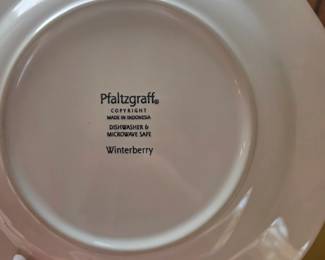 Pfaltzgraff®
COPYRIGHT
MADE IN INDONESIA
DISHWASHER &
MICROWAVE SAFE
Winterberry